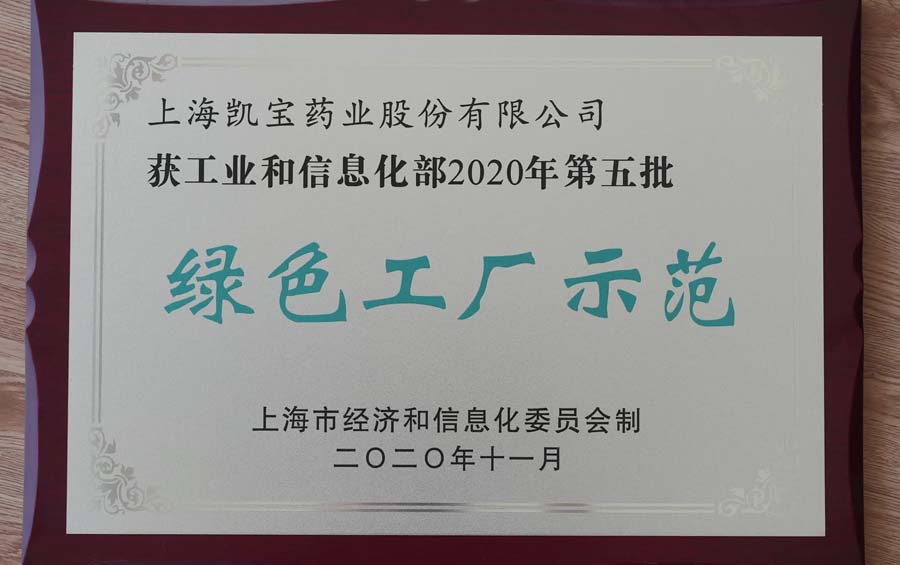 上海凯宝药业股份有限公司
获工业和信息化部2020年第五批
绿色工厂示范
上海市经济和信息化委员会制
二〇二〇年十一月